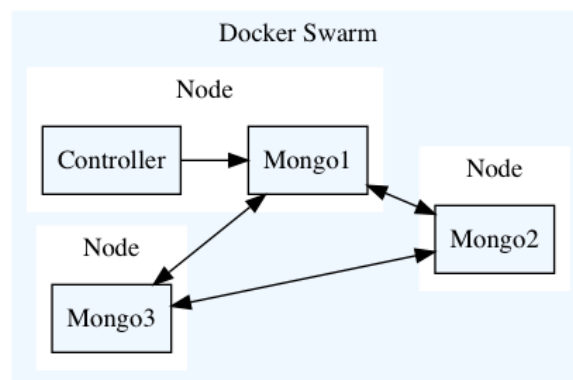 Docker Swarm
Node
Controller
Mongo1
Node
Mongo2
Node
Mongo3